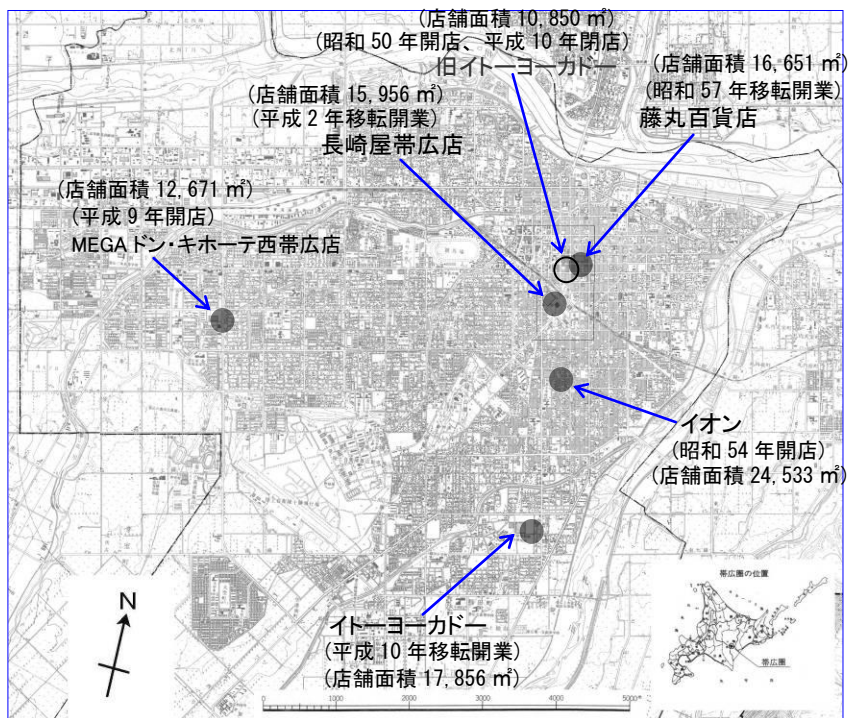 (店舗面積 10,850 ㎡)
(昭和 50 年開店、平成 10 年閉店)
旧イトーヨーカドー
(店舗面積 16,651 ㎡)
(昭和 57 年移転開業)
藤丸百貨店
(店舗面積 15,956 ㎡)
(平成 2 年移転開業)
長崎屋帯広店
(店舗面積 12,671 ㎡)
(平成 9 年開店)
MEGAドン・キホーテ西帯広店
イオン
(昭和 54 年開店)
(店舗面積 24,533 ㎡)
イトーヨーカドー
(平成 10 年移転開業)
(店舗面積 17,856 ㎡)
N
帯広圏の位置
帯広圏
0 1000 2000 3000 4000 5000m